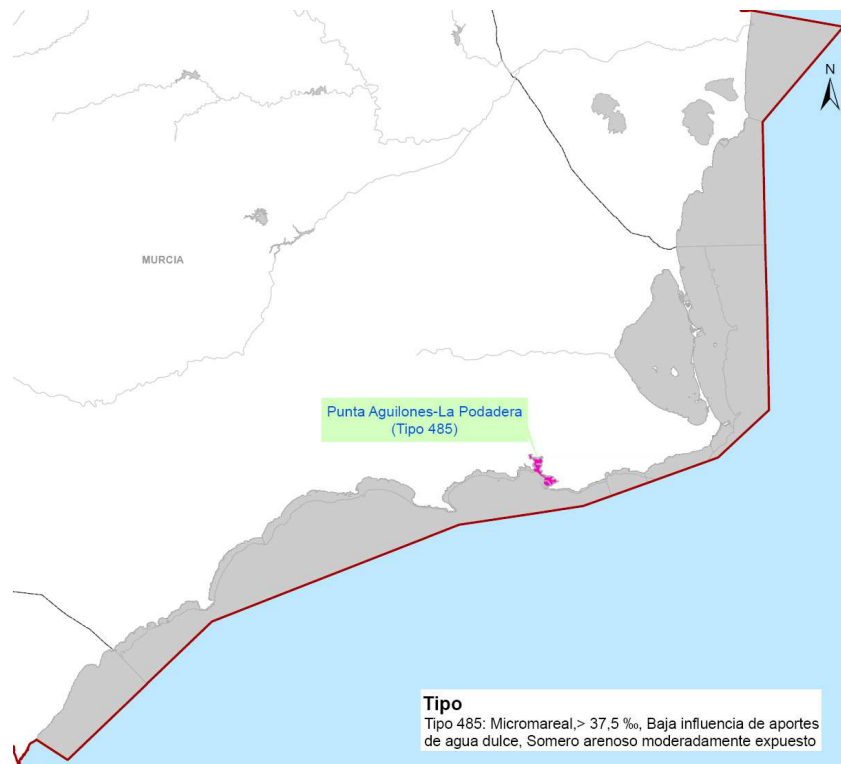 N
MURCIA
Punta Aguilones-La Podadera
(Tipo 485)
Tipo
Tipo 485: Micromareal,> 37,5 ‰, Baja influencia de aportes
de agua dulce, Somero arenoso moderadamente expuesto